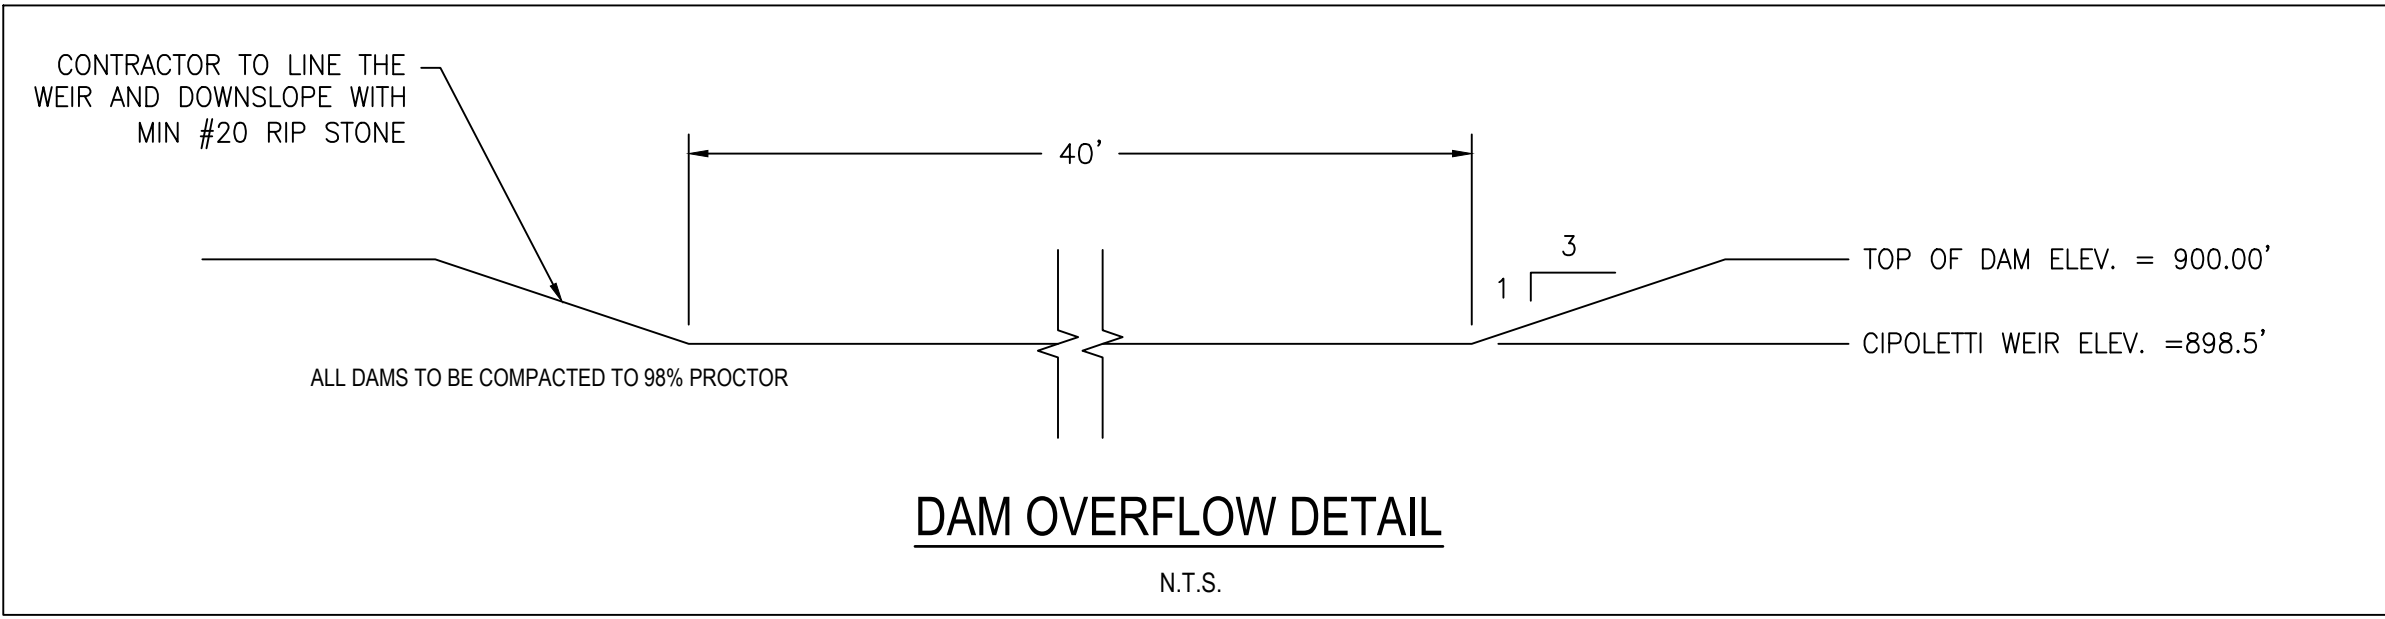 CONTRACTOR TO LINE THE
WEIR AND DOWNSLOPE WITH
MIN #20 RIP STONE
40'
3
1
TOP OF DAM ELEV. = 900.00'
CIPOLETTI WEIR ELEV. =898.5'
ALL DAMS TO BE COMPACTED TO 98% PROCTOR
DAM OVERFLOW DETAIL
N.T.S.